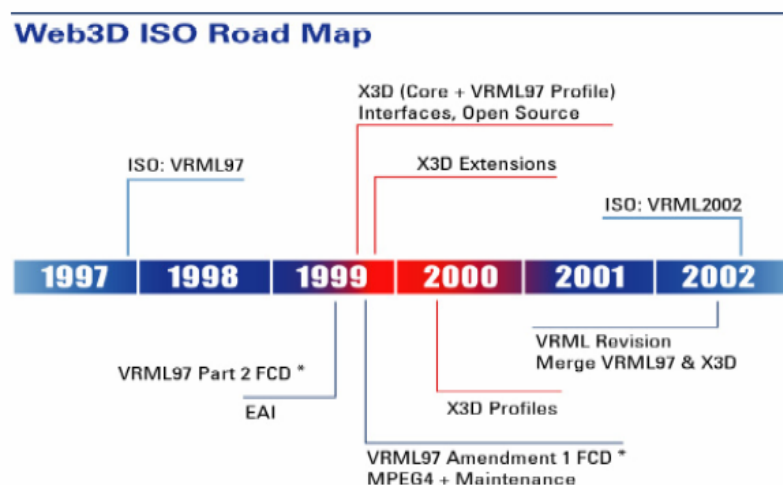 Web3D ISO Road Map
X3D (Core + VRML97 Profile)
Interfaces, Open Source
ISO: VRML97
X3D Extensions
ISO: VRML2002
1997 1998 1999 2000 2001 2002
VRML97 Part 2 FCD *
EAI
VRML Revision
Merge VRML97 & X3D
X3D Profiles
VRML97 Amendment 1 FCD *
MPEG4 + Maintenance